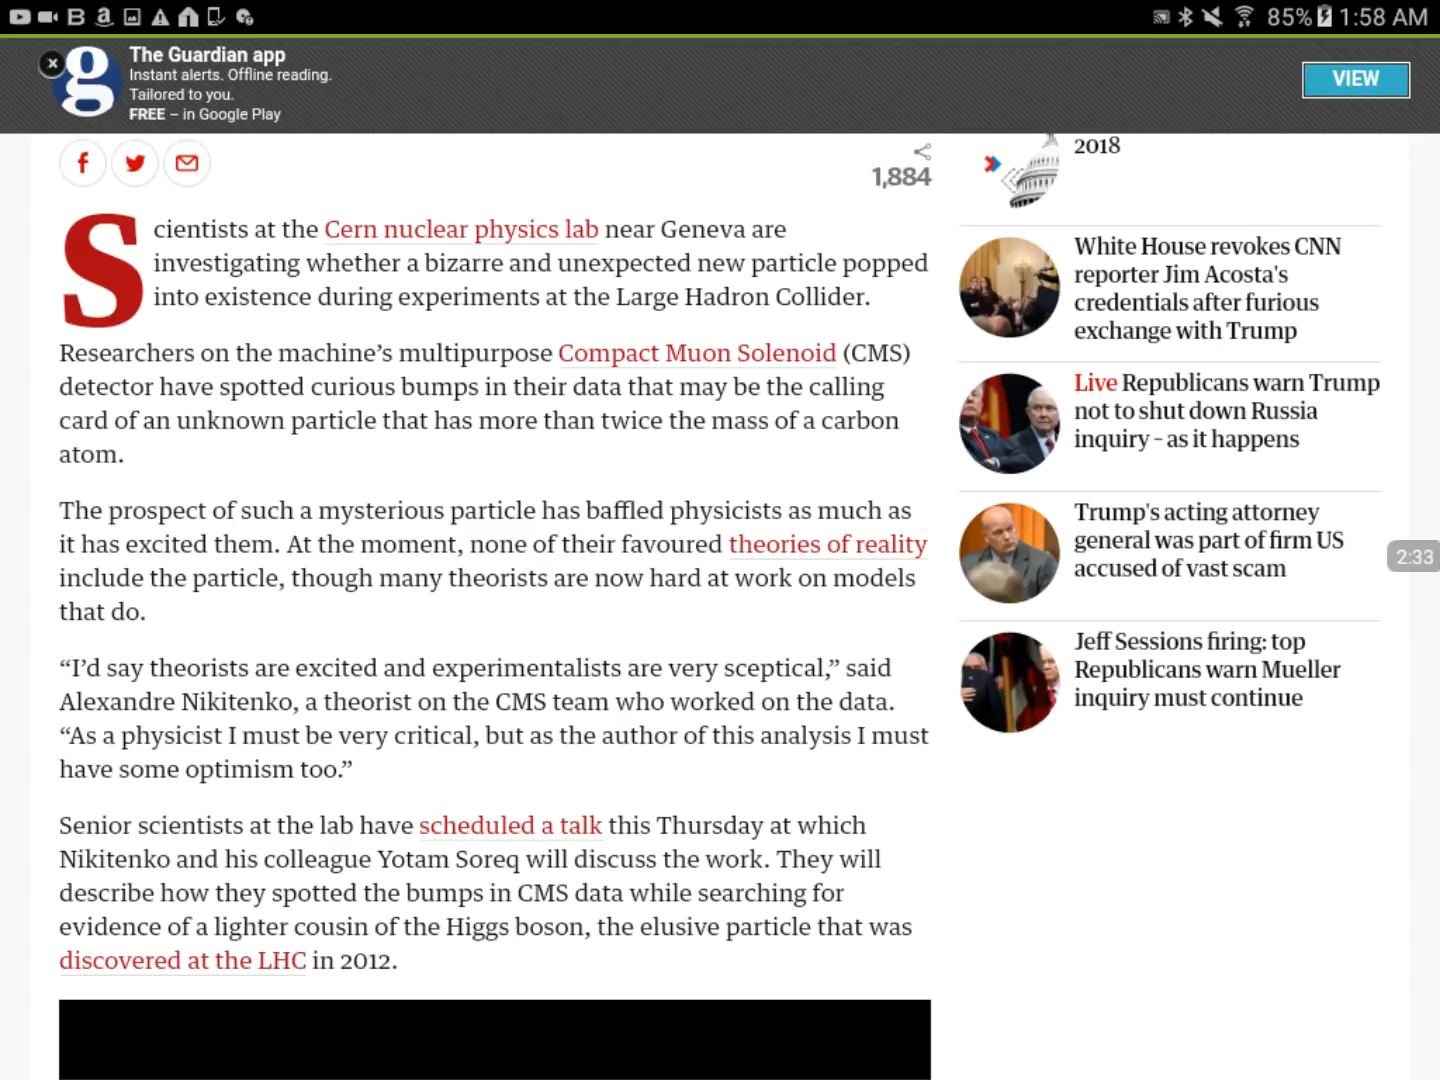 85% 1:58 AM
The Guardian app
Instant alerts. Offline reading.
Tailored to you.
FREE – in Google Play
VIEW
1,884
Scientists at the Cern nuclear physics lab near Geneva are
investigating whether a bizarre and unexpected new particle popped
into existence during experiments at the Large Hadron Collider.
Researchers on the machine’s multipurpose Compact Muon Solenoid (CMS)
detector have spotted curious bumps in their data that may be the calling
card of an unknown particle that has more than twice the mass of a carbon
atom.
The prospect of such a mysterious particle has baffled physicists as much as
it has excited them. At the moment, none of their favoured theories of reality
include the particle, though many theorists are now hard at work on models
that do.
“I’d say theorists are excited and experimentalists are very sceptical,” said
Alexandre Nikitenko, a theorist on the CMS team who worked on the data.
“As a physicist I must be very critical, but as the author of this analysis I must
have some optimism too.”
Senior scientists at the lab have scheduled a talk this Thursday at which
Nikitenko and his colleague Yotam Soreq will discuss the work. They will
describe how they spotted the bumps in CMS data while searching for
evidence of a lighter cousin of the Higgs boson, the elusive particle that was
discovered at the LHC in 2012.
2018
White House revokes CNN
reporter Jim Acosta's
credentials after furious
exchange with Trump
Live Republicans warn Trump
not to shut down Russia
inquiry – as it happens
Trump's acting attorney
general was part of firm US
accused of vast scam
Jeff Sessions firing: top
Republicans warn Mueller
inquiry must continue
2:33